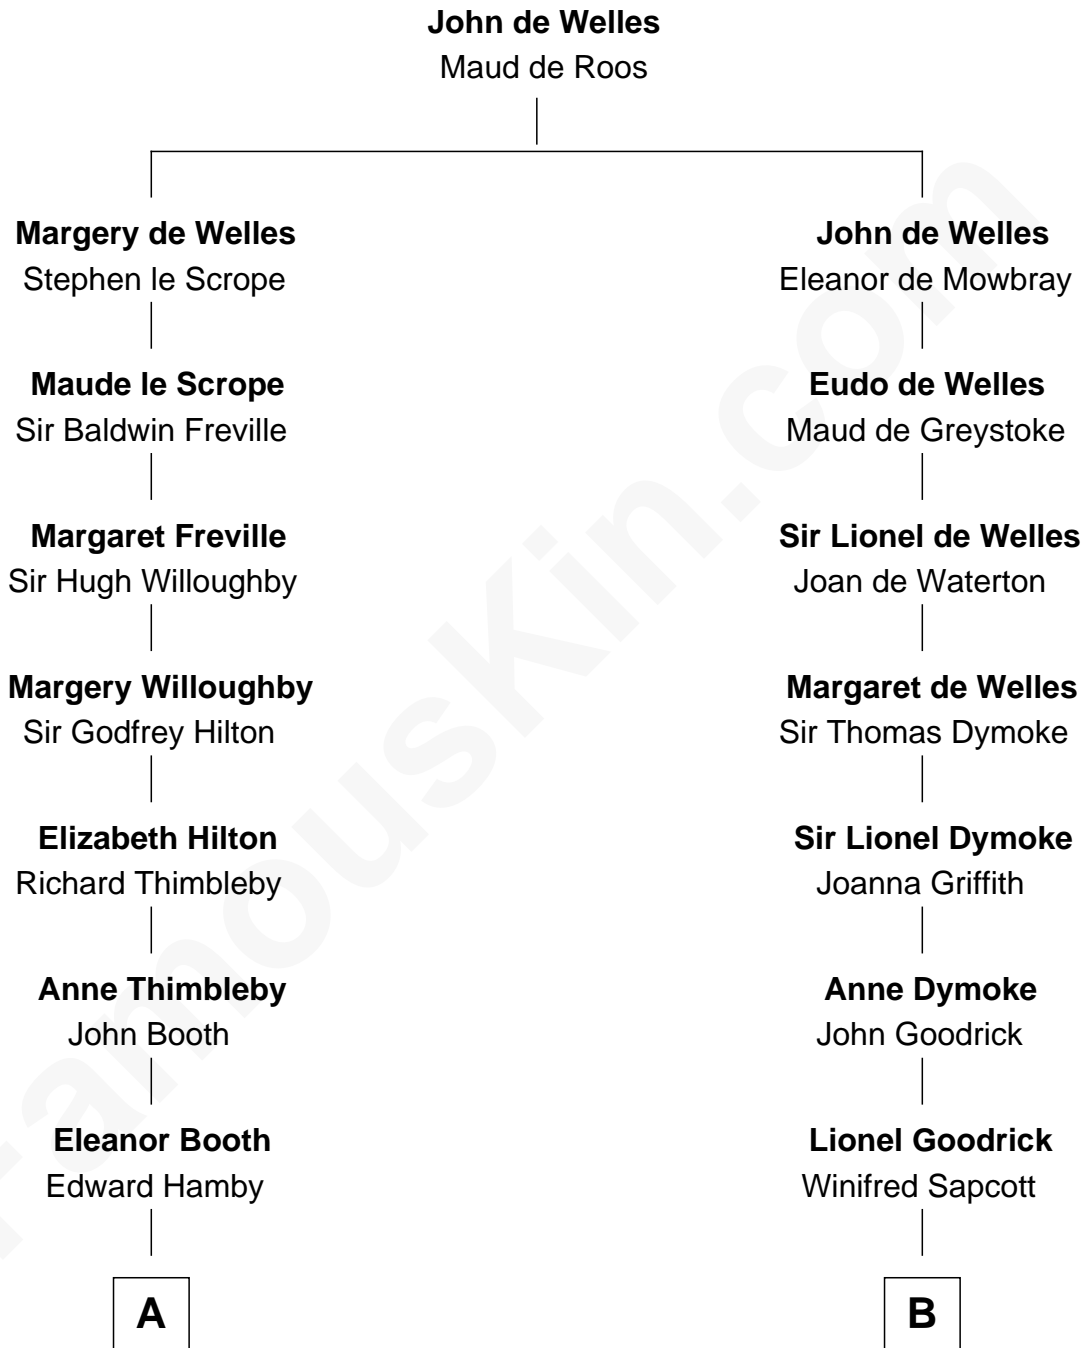 John de Welles
Maud de Roos
Margery de Welles
Stephen le Scrope
John de Welles
Eleanor de Mowbray
Maude le Scrope
Sir Baldwin Freville
Eudo de Welles
Maud de Greystoke
Margaret Freville
Sir Hugh Willoughby
Sir Lionel de Welles
Joan de Waterton
Margery Willoughby
Sir Godfrey Hilton
Margaret de Welles
Sir Thomas Dymoke
Elizabeth Hilton
Richard Thimbleby
Sir Lionel Dymoke
Joanna Griffith
Anne Thimbleby
John Booth
Anne Dymoke
John Goodrick
Eleanor Booth
Edward Hamby
Lionel Goodrick
Winifred Sapcott
A
B
FamousKin.com